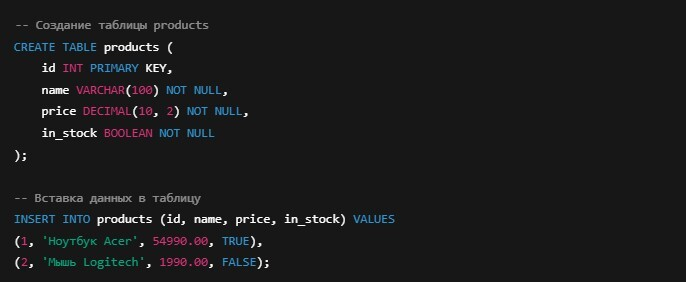 -- Создание таблицы products
CREATE TABLE products (
    id INT PRIMARY KEY,
    name VARCHAR(100) NOT NULL,
    price DECIMAL(10, 2) NOT NULL,
    in_stock BOOLEAN NOT NULL
);

-- Вставка данных в таблицу
INSERT INTO products (id, name, price, in_stock) VALUES
(1, 'Ноутбук Acer', 54990.00, TRUE),
(2, 'Мышь Logitech', 1990.00, FALSE);